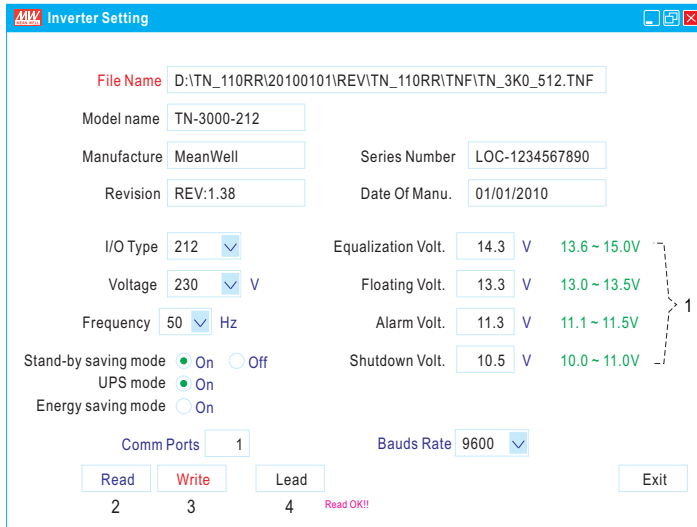 MW MEAN WELL Inverter Setting
File Name D:\TN_110RR\20100101\REV\TN_110RR\TNF\TN_3K0_512.TNF
Model name TN-3000-212
Manufacture MeanWell Series Number LOC-1234567890
Revision REV:1.38 Date Of Manu. 01/01/2010
I/O Type 212 Equalization Volt. 14.3 V 13.6 ~ 15.0V
Voltage 230 V Floating Volt. 13.3 V 13.0 ~ 13.5V
1
Frequency 50 Hz Alarm Volt. 11.3 V 11.1 ~ 11.5V
Stand-by saving mode On Off Shutdown Volt. 10.5 V 10.0 ~ 11.0V
UPS mode On
Energy saving mode On
Comm Ports 1 Bauds Rate 9600
Read Write Lead Exit
2 3 4 Read OK!!